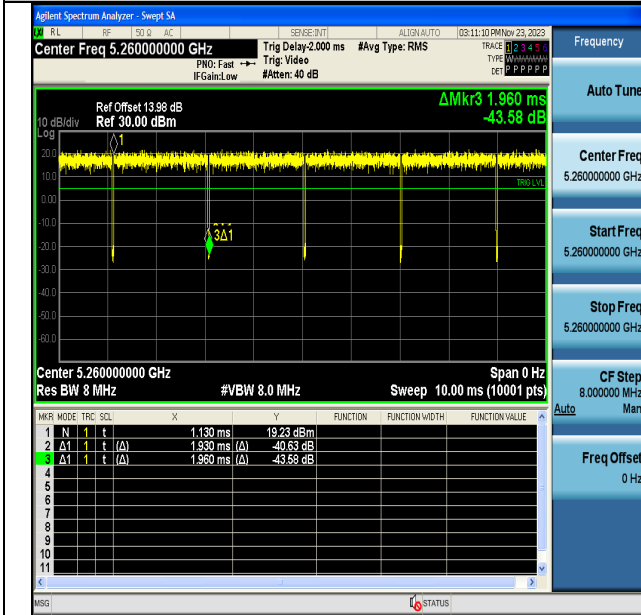 Agilent Spectrum Analyzer - Swept SA
RL RF 50 Ω AC SENSE:INT ALIGN AUTO 03:11:10 PM Nov 23, 2023
Center Freq 5.260000000 GHz
PNO: Fast
IFGain:Low
Trig Delay-2.000 ms
Trig: Video
#Atten: 40 dB
#Avg Type: RMS
TRACE 1 2 3 4 5 6
TYPE
DET P P P P P P
ΔMkr3 1.960 ms
-43.58 dB
Ref Offset 13.98 dB
10 dB/div Ref 30.00 dBm
Log
1
20.0
10.0
TRIG LVL
0.00
-10.0
3Δ1
-20.0
-30.0
-40.0
-50.0
-60.0
Center 5.260000000 GHz Span 0 Hz
Res BW 8 MHz #VBW 8.0 MHz Sweep 10.00 ms (10001 pts)
MKR MODE TRC SCL X Y FUNCTION FUNCTION WIDTH FUNCTION VALUE
1 N 1 t 1.130 ms 19.23 dBm
2 Δ1 1 t (Δ) 1.930 ms (Δ) -40.63 dB
3 Δ1 1 t (Δ) 1.960 ms (Δ) -43.58 dB
4
5
6
7
8
9
10
11
MSG STATUS
Frequency
Auto Tune
Center Freq
5.260000000 GHz
Start Freq
5.260000000 GHz
Stop Freq
5.260000000 GHz
CF Step
8.000000 MHz
Auto Man
Freq Offset
0 Hz